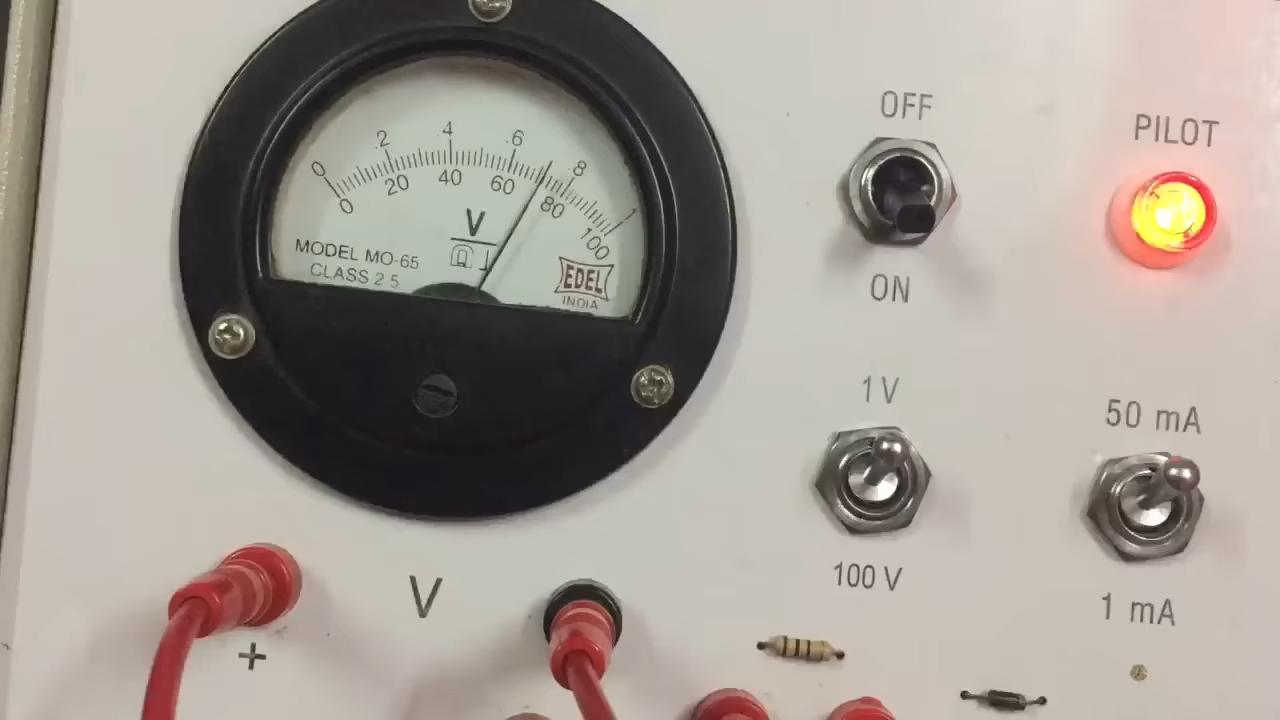 0 .2 .4 .6 .8 1
0 20 40 60 80 100
V
MODEL MO-65
CLASS 2.5
EDEL
INDIA
OFF
ON
PILOT
1 V
100 V
50 mA
1 mA
V
+